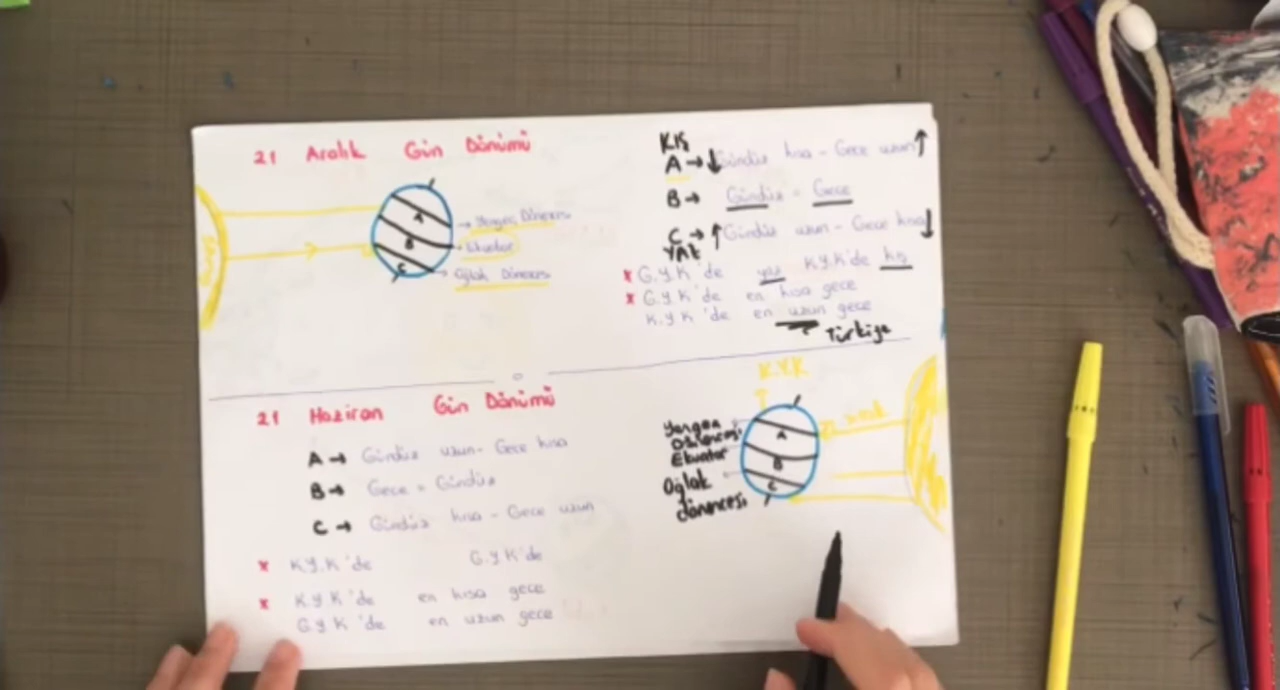 21 Aralık Gün Dönümü
Yengeç Dönencesi
Ekvator
Oğlak Dönencesi
A
B
C
KIŞ
A → ↓ Gündüz kısa - Gece uzun ↑
B → Gündüz = Gece
C → ↑ Gündüz uzun - Gece kısa ↓
YAZ
x G.Y.K'de yaz K.Y.K'de kış
x G.Y.K'de en kısa gece
K.Y.K'de en uzun gece
Türkiye
21 Haziran Gün Dönümü
A → Gündüz uzun - Gece kısa
B → Gece = Gündüz
C → Gündüz kısa - Gece uzun
x K.Y.K'de G.Y.K'de
x K.Y.K'de en kısa gece
G.Y.K'de en uzun gece
K.Y.K
Yengeç
Dönencesi
Ekvator
Oğlak
dönencesi
A
B
C